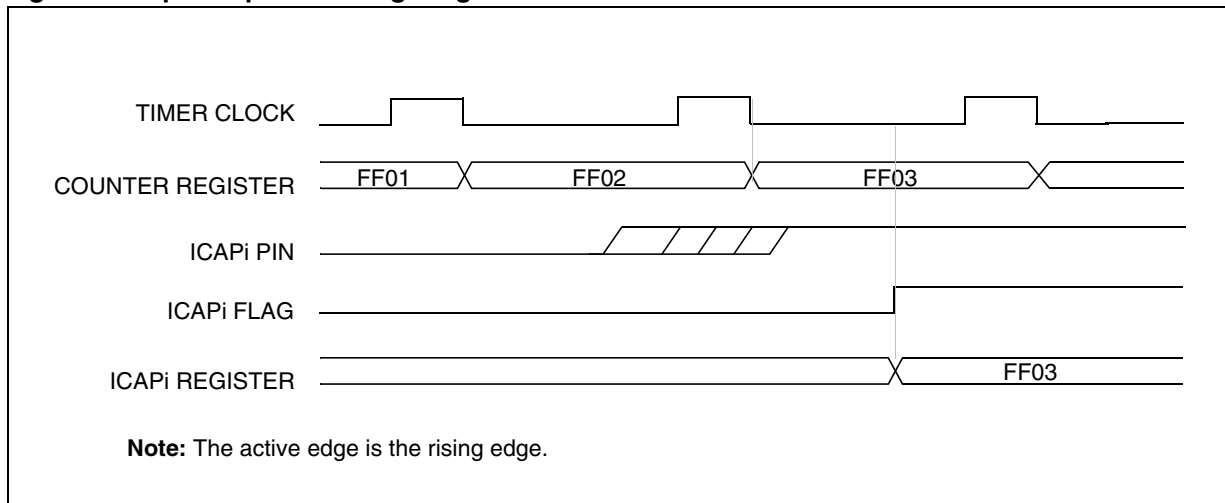 TIMER CLOCK
COUNTER REGISTER
FF01
FF02
FF03
ICAPi PIN
ICAPi FLAG
ICAPi REGISTER
FF03
Note: The active edge is the rising edge.